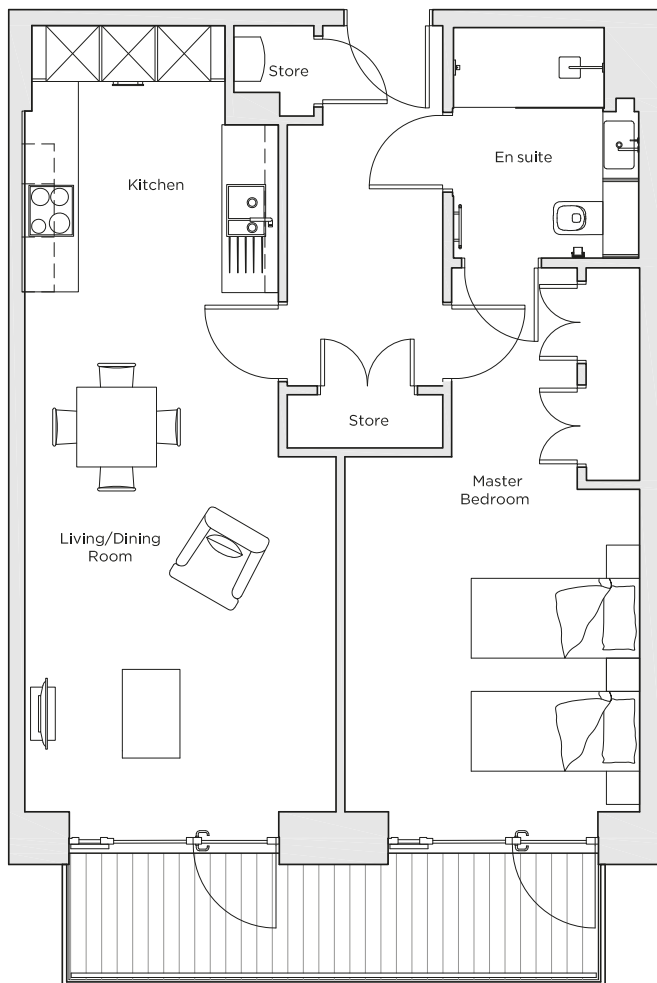 Store
En suite
Kitchen
Store
Master
Bedroom
Living/Dining
Room